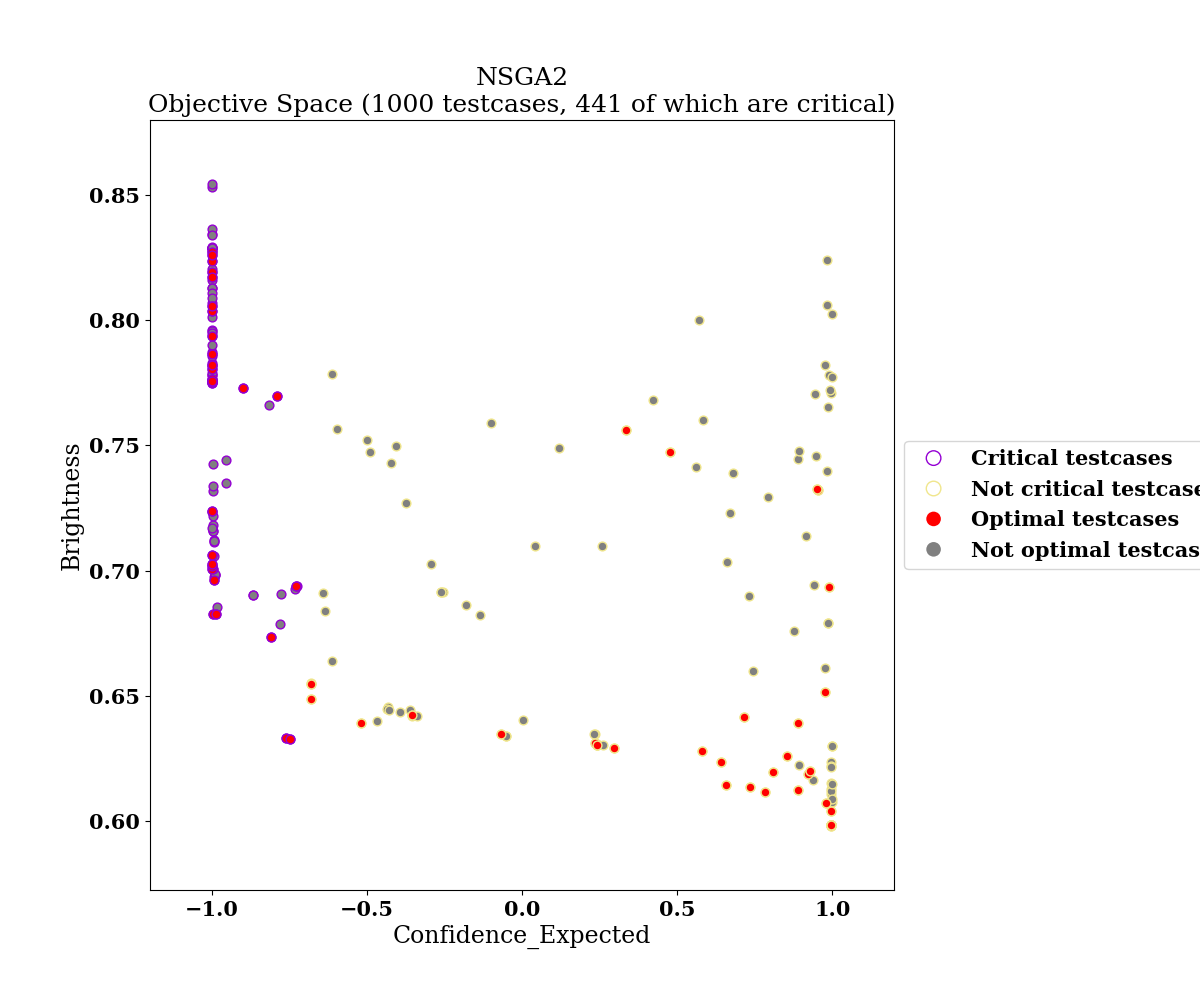 NSGA2
Objective Space (1000 testcases, 441 of which are critical)
0.85
0.80
0.75
0.70
0.65
0.60
Brightness
−1.0
−0.5
0.0
0.5
1.0
Confidence_Expected
Critical testcases
Not critical testcase
Optimal testcases
Not optimal testcas